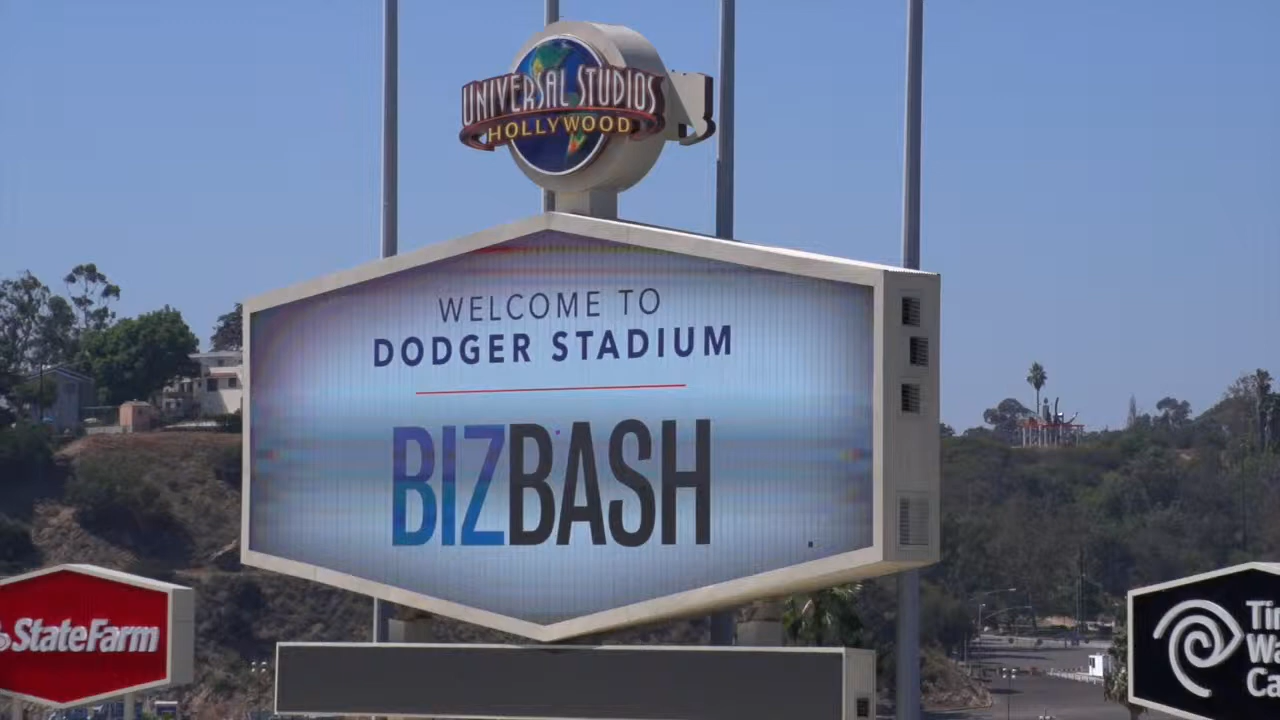 UNIVERSAL STUDIOS
HOLLYWOOD
WELCOME TO
DODGER STADIUM
BIZBASH
StateFarm